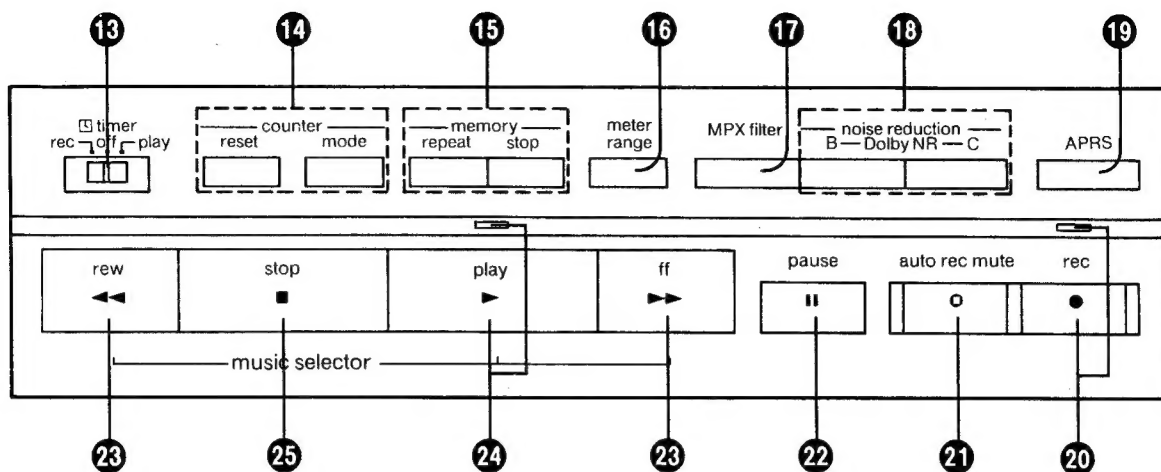 13 14 15 16 17 18 19
timer
rec off play
counter
reset mode
memory
repeat stop
meter
range
MPX filter
noise reduction
B Dolby NR C
APRS
rew stop play ff pause auto rec mute rec
music selector
23 25 24 23 22 21 20